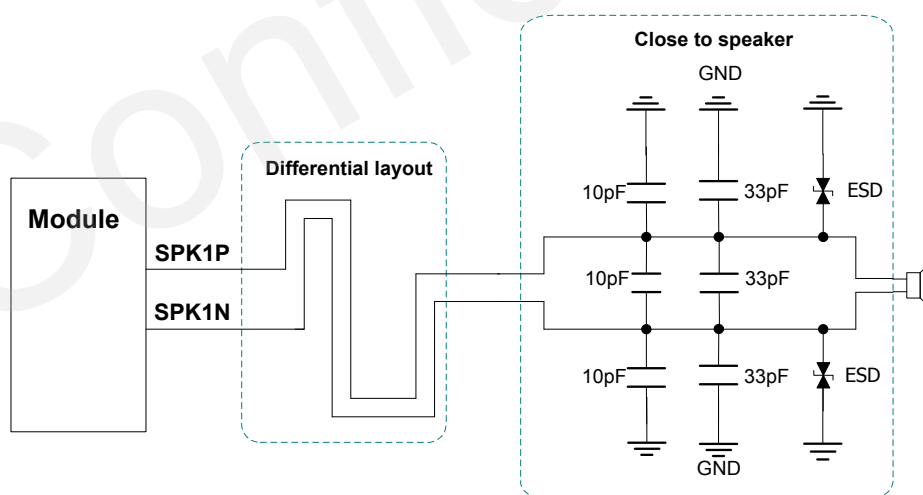 Close to speaker
GND
Differential layout
10pF
33pF
ESD
Module
SPK1P
10pF
33pF
SPK1N
10pF
33pF
ESD
GND